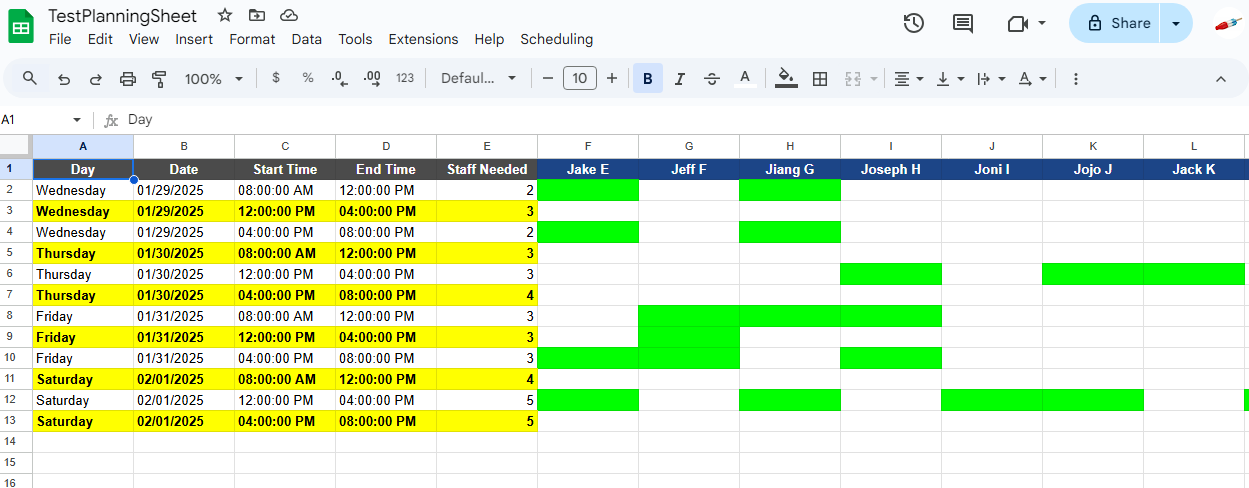 TestPlanningSheet
File Edit View Insert Format Data Tools Extensions Help Scheduling
Share
100% $ % .0 .00 123 Defaul... 10 B I S A A
A1 fx Day
A B C D E F G H I J K L
1 Day Date Start Time End Time Staff Needed Jake E Jeff F Jiang G Joseph H Joni I Jojo J Jack K
2 Wednesday 01/29/2025 08:00:00 AM 12:00:00 PM 2
3 Wednesday 01/29/2025 12:00:00 PM 04:00:00 PM 3
4 Wednesday 01/29/2025 04:00:00 PM 08:00:00 PM 2
5 Thursday 01/30/2025 08:00:00 AM 12:00:00 PM 3
6 Thursday 01/30/2025 12:00:00 PM 04:00:00 PM 3
7 Thursday 01/30/2025 04:00:00 PM 08:00:00 PM 4
8 Friday 01/31/2025 08:00:00 AM 12:00:00 PM 3
9 Friday 01/31/2025 12:00:00 PM 04:00:00 PM 3
10 Friday 01/31/2025 04:00:00 PM 08:00:00 PM 3
11 Saturday 02/01/2025 08:00:00 AM 12:00:00 PM 4
12 Saturday 02/01/2025 12:00:00 PM 04:00:00 PM 5
13 Saturday 02/01/2025 04:00:00 PM 08:00:00 PM 5
14
15
16